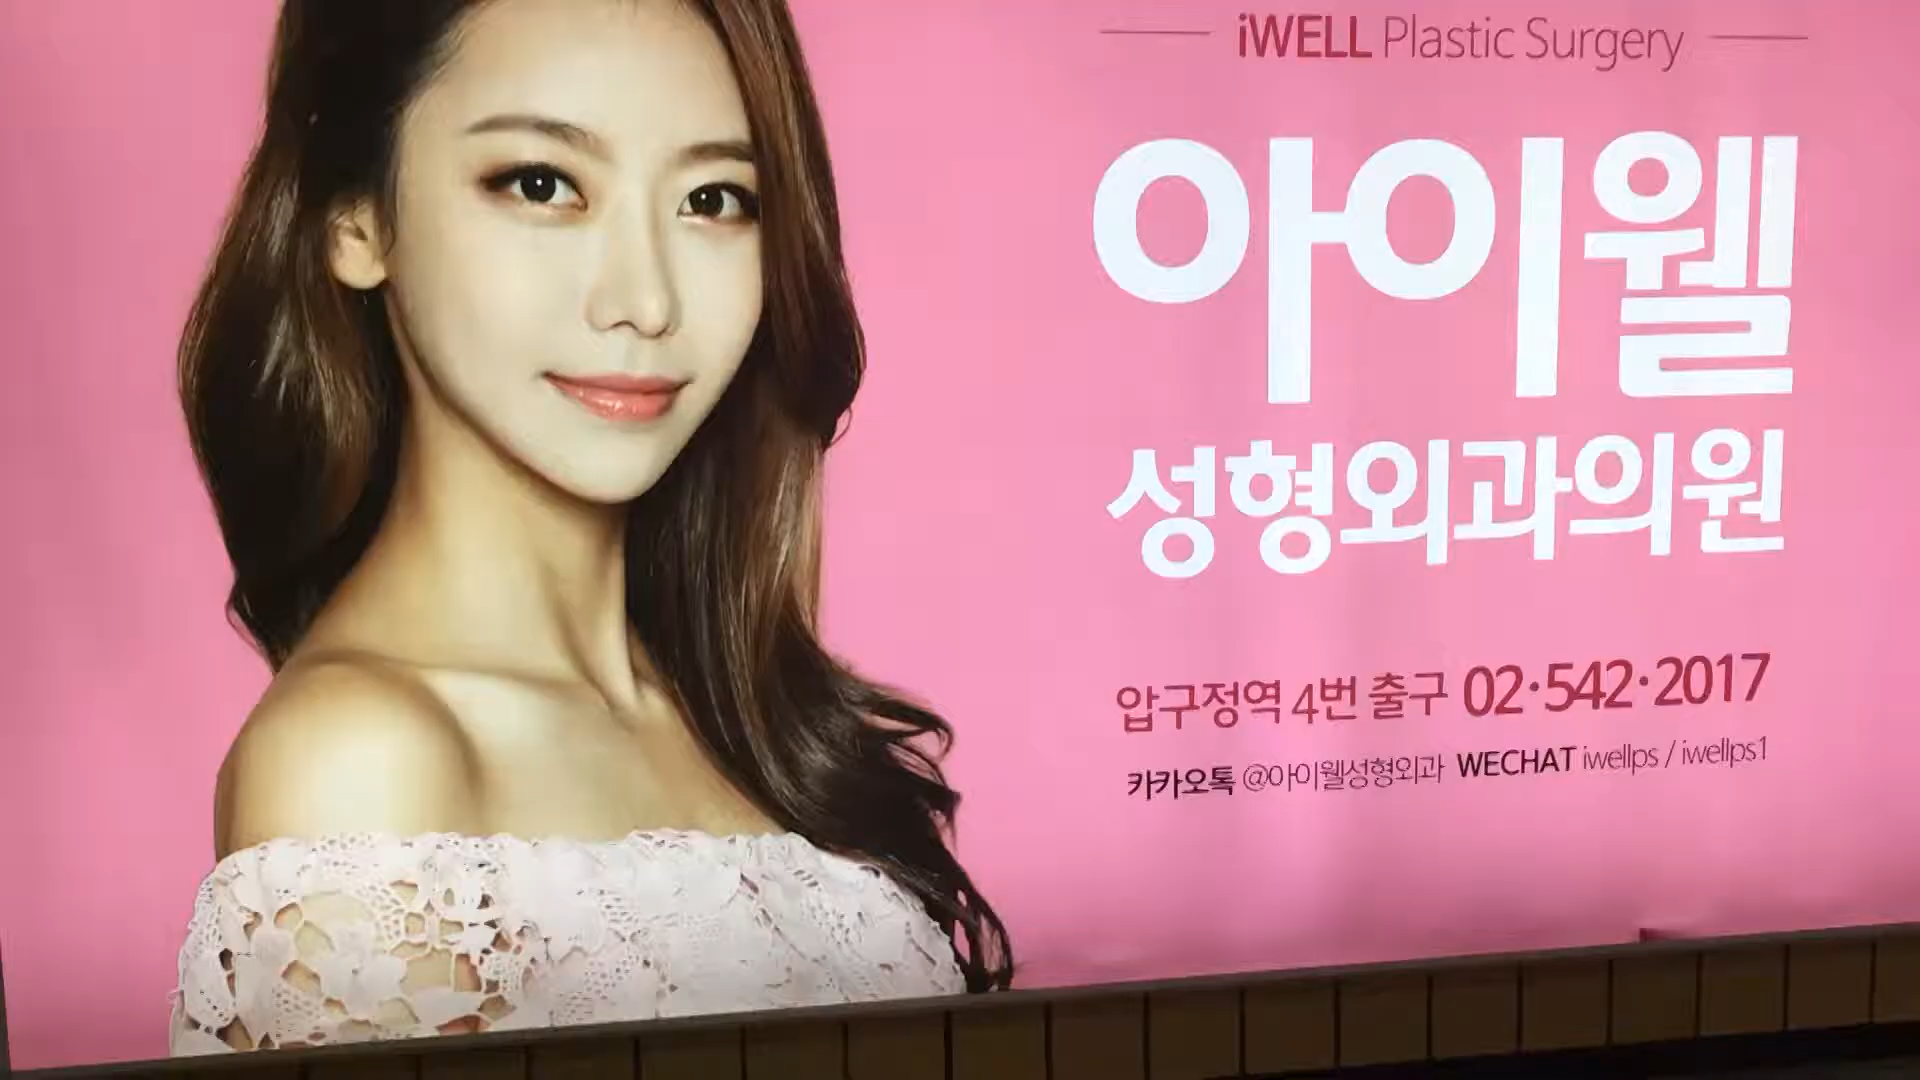 iWELL Plastic Surgery
아이웰
성형외과의원
압구정역 4번 출구 02·542·2017
카카오톡 @아이웰성형외과 WECHAT iwellps / iwellps1